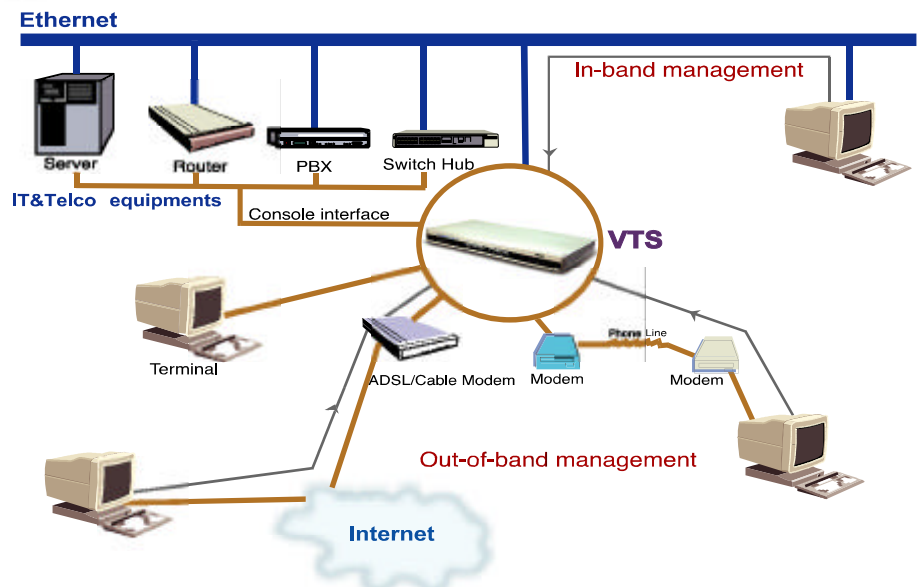 Ethernet
In-band management
Server
Router
PBX
Switch Hub
IT&Telco equipments
Console interface
VTS
Phone Line
Terminal
ADSL/Cable Modem
Modem
Modem
Out-of-band management
Internet